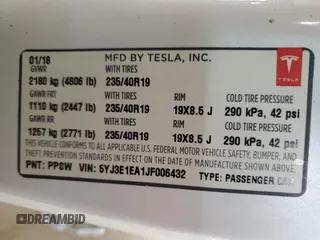 01/18 MFD BY TESLA, INC.
GVWR WITH TIRES
2180 kg (4806 lb) 235/40R19
TESLA
GAWR FRT WITH TIRES RIM COLD TIRE PRESSURE
1110 kg (2447 lb) 235/40R19 19X8.5 J 290 kPa, 42 psi
GAWR RR WITH TIRES RIM COLD TIRE PRESSURE
1257 kg (2771 lb) 235/40R19 19X8.5 J 290 kPa, 42 psi
THIS VEHICLE CONFORMS TO ALL APPLICABLE
U.S. FEDERAL MOTOR VEHICLE SAFETY, BUMPER, AND
THEFT PREVENTION STANDARDS IN EFFECT ON THE DATE OF MANUFACTURE SHOWN ABOVE.
PNT: PPSW VIN: 5YJ3E1EA1JF006432 TYPE: PASSENGER CAR
DREAMBID